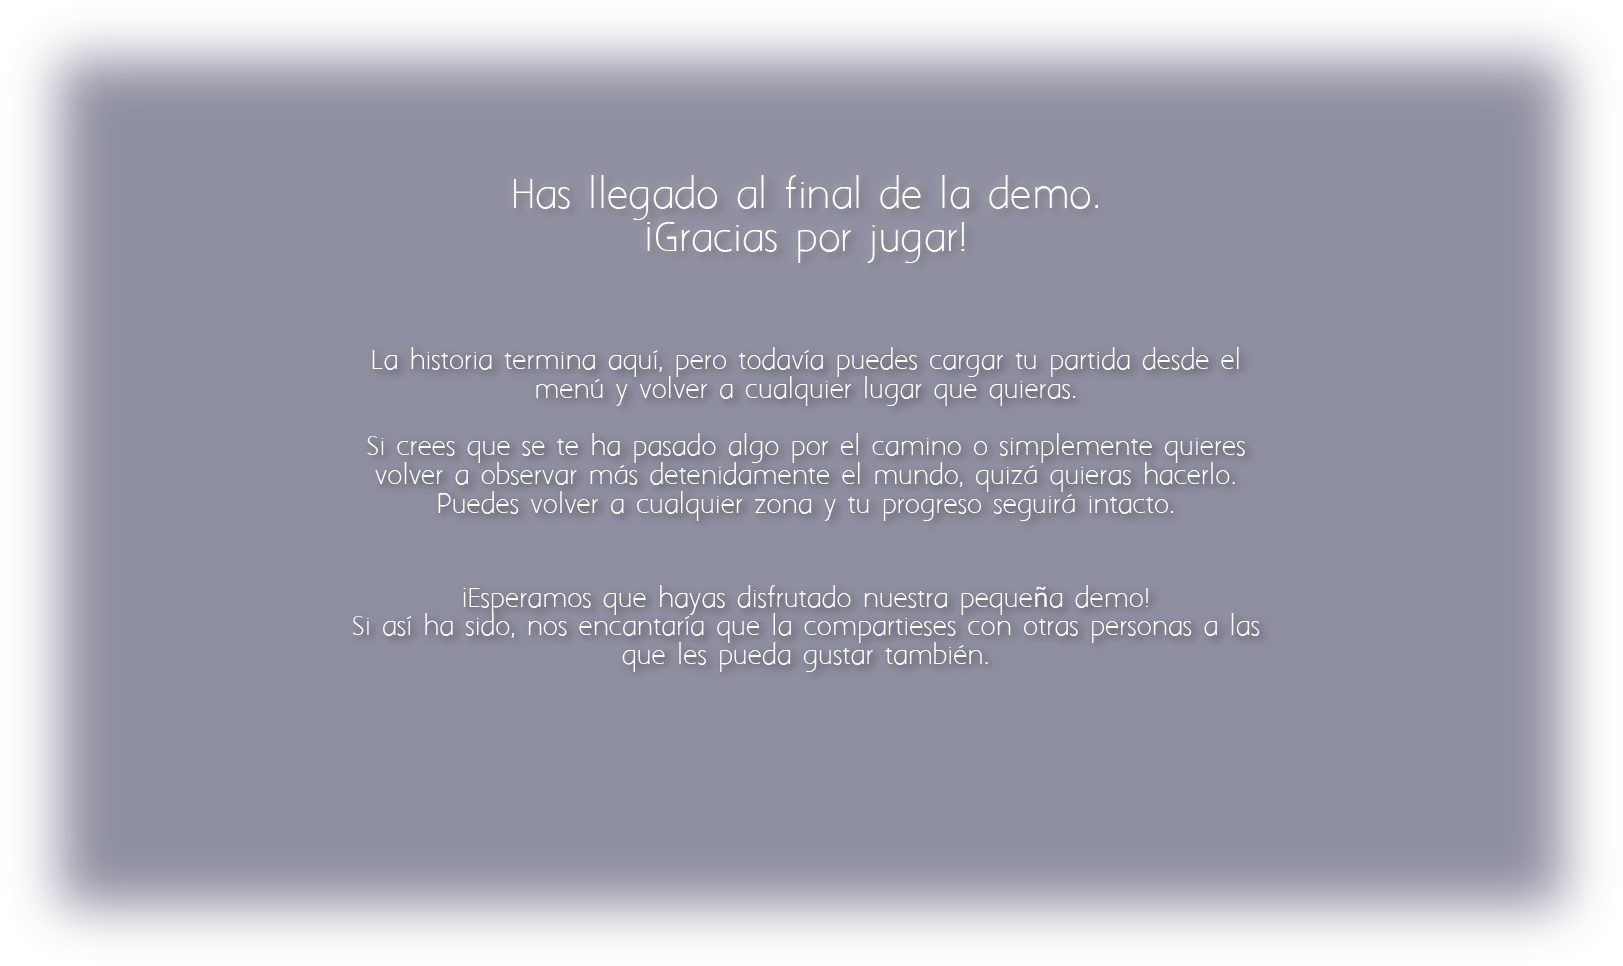 Has llegado al final de la demo.
¡Gracias por jugar!
La historia termina aquí, pero todavía puedes cargar tu partida desde el
menú y volver a cualquier lugar que quieras.
Si crees que se te ha pasado algo por el camino o simplemente quieres
volver a observar más detenidamente el mundo, quizá quieras hacerlo.
Puedes volver a cualquier zona y tu progreso seguirá intacto.
¡Esperamos que hayas disfrutado nuestra pequeña demo!
Si así ha sido, nos encantaría que la compartieses con otras personas a las
que les pueda gustar también.